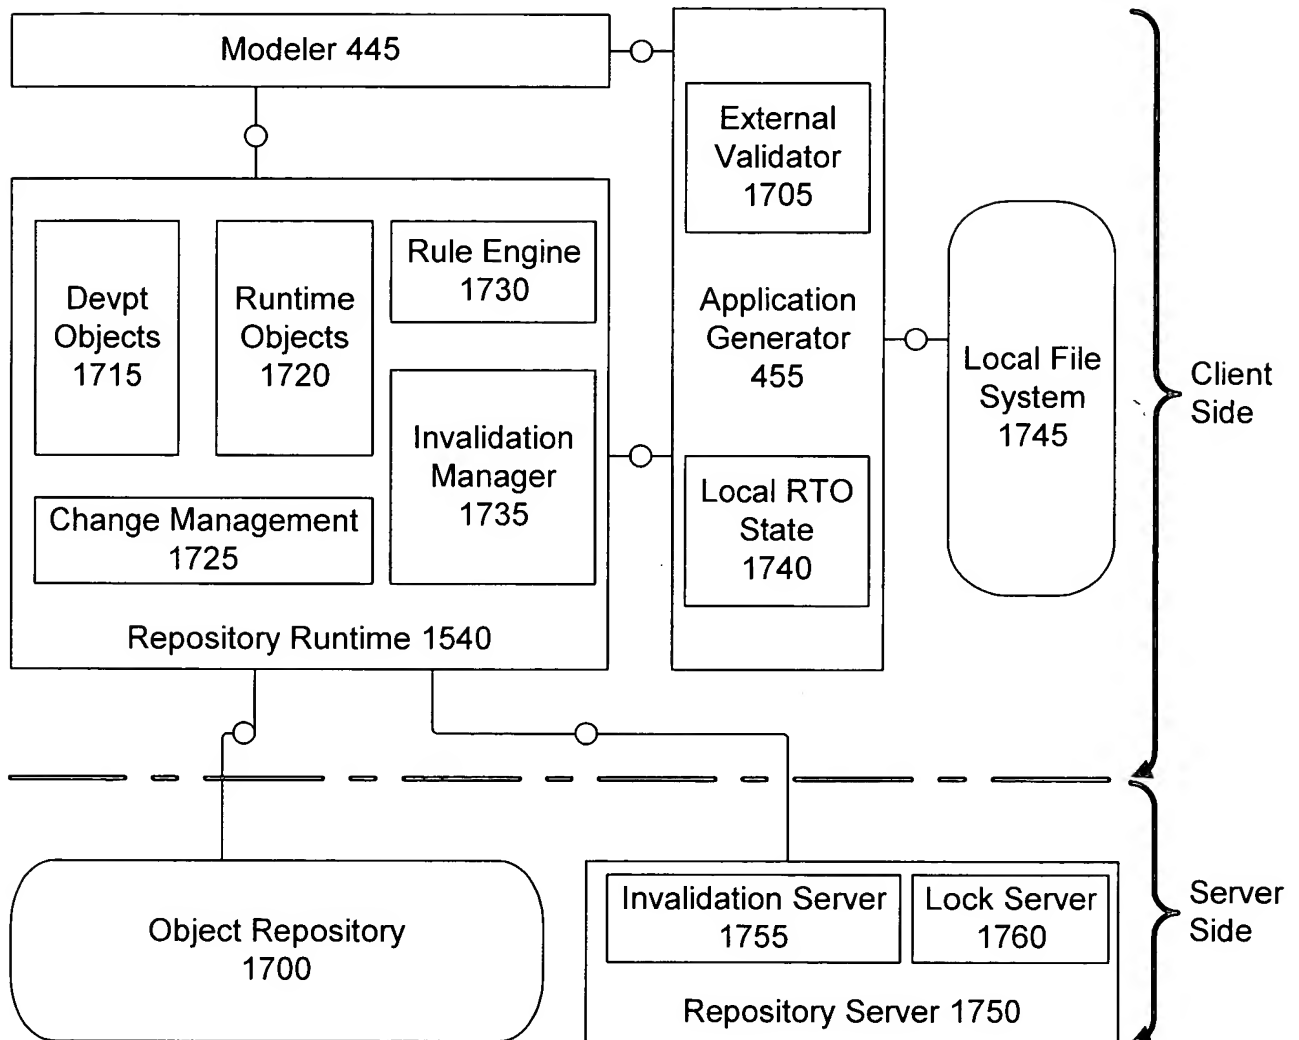 Modeler 445
External
Validator
1705
Devpt
Objects
1715
Runtime
Objects
1720
Rule Engine
1730
Invalidation
Manager
1735
Change Management
1725
Repository Runtime 1540
Application
Generator
455
Local RTO
State
1740
Local File
System
1745
Client
Side
Object Repository
1700
Invalidation Server
1755
Lock Server
1760
Repository Server 1750
Server
Side